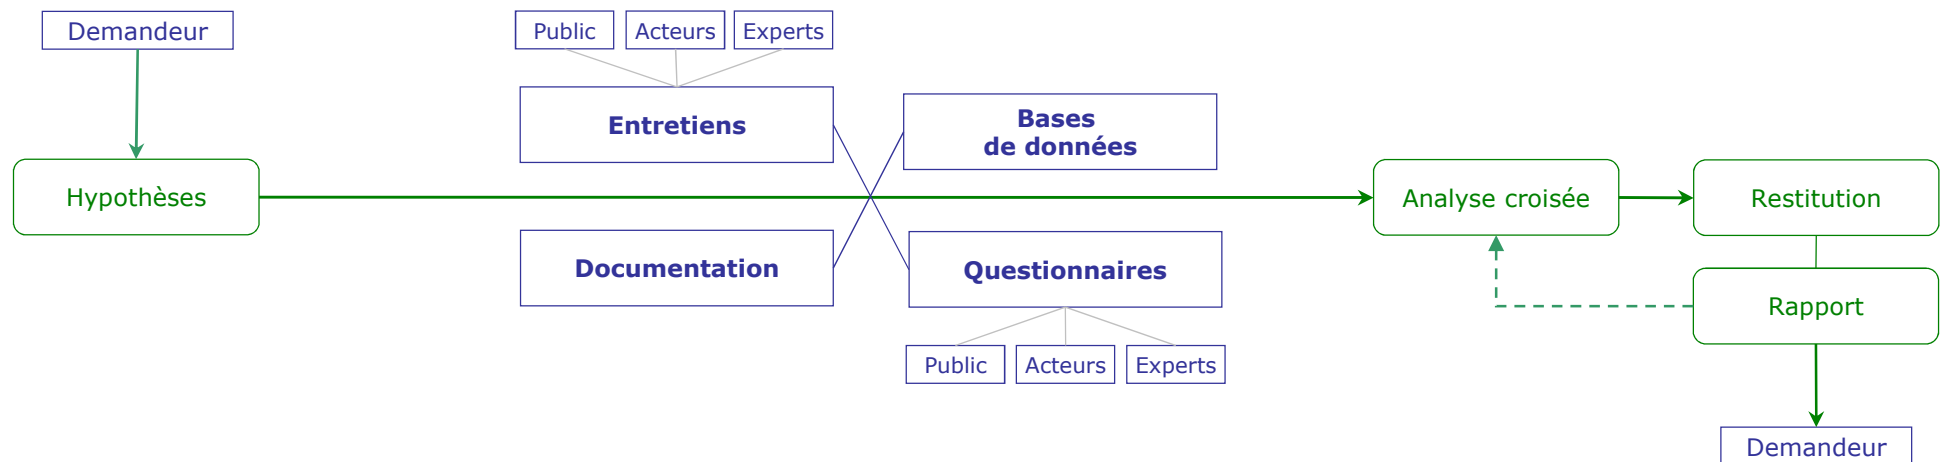 Demandeur
Public
Acteurs
Experts
Entretiens
Bases
de données
Hypothèses
Analyse croisée
Restitution
Documentation
Questionnaires
Rapport
Public
Acteurs
Experts
Demandeur